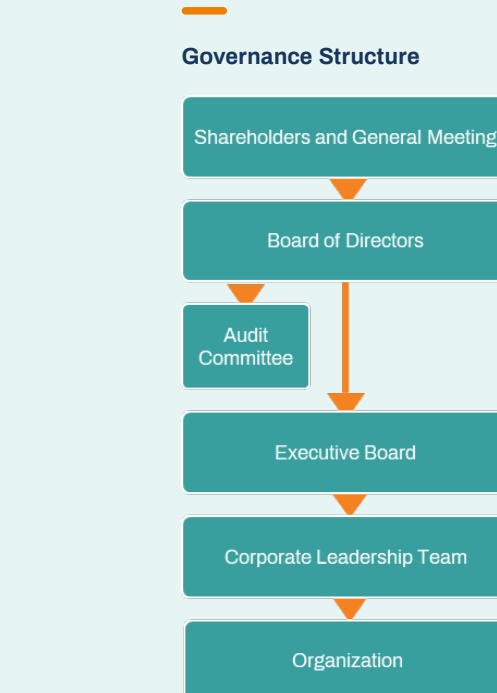 Governance Structure
Shareholders and General Meeting
Board of Directors
Audit
Committee
Executive Board
Corporate Leadership Team
Organization